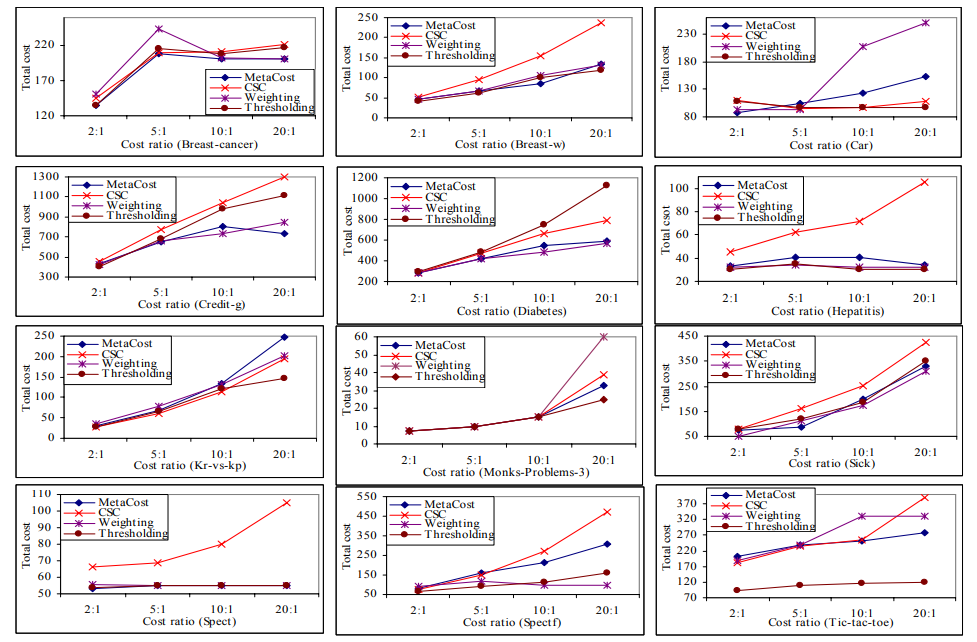 220
170
120
Total cost
MetaCost
CSC
Weighting
Thresholding
2:1 5:1 10:1 20:1
Cost ratio (Breast-cancer)
250
200
150
100
50
0
Total cost
MetaCost
CSC
Weighting
Thresholding
2:1 5:1 10:1 20:1
Cost ratio (Breast-w)
230
180
130
80
Total cost
MetaCost
CSC
Weighting
Thresholding
2:1 5:1 10:1 20:1
Cost ratio (Car)
1300
1100
900
700
500
300
Total cost
MetaCost
CSC
Weighting
Thresholding
2:1 5:1 10:1 20:1
Cost ratio (Credit-g)
1200
1000
800
600
400
200
Total cost
MetaCost
CSC
Weighting
Thresholding
2:1 5:1 10:1 20:1
Cost ratio (Diabetes)
100
80
60
40
20
Total csot
MetaCost
CSC
Weighting
Thresholding
2:1 5:1 10:1 20:1
Cost ratio (Hepatitis)
250
200
150
100
50
0
Total cost
MetaCost
CSC
Weighting
Thresholding
2:1 5:1 10:1 20:1
Cost ratio (Kr-vs-kp)
60
50
40
30
20
10
0
Total cost
MetaCost
CSC
Weighting
Thresholding
2:1 5:1 10:1 20:1
Cost ratio (Monks-Problems-3)
450
350
250
150
50
Total cost
MetaCost
CSC
Weighting
Thresholding
2:1 5:1 10:1 20:1
Cost ratio (Sick)
110
100
90
80
70
60
50
Total cost
MetaCost
CSC
Weighting
Thresholding
2:1 5:1 10:1 20:1
Cost ratio (Spect)
550
450
350
250
150
50
Total cost
MetaCost
CSC
Weighting
Thresholding
2:1 5:1 10:1 20:1
Cost ratio (Spectf)
370
320
270
220
170
120
70
Total cost
MetaCost
CSC
Weighting
Thresholding
2:1 5:1 10:1 20:1
Cost ratio (Tic-tac-toe)